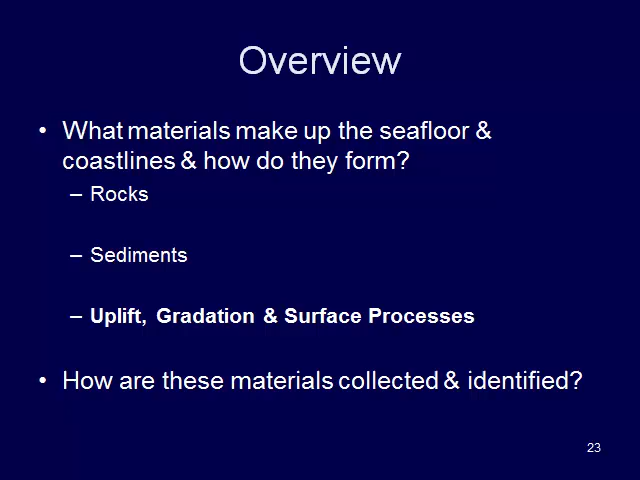 Overview
• What materials make up the seafloor &
coastlines & how do they form?
– Rocks
– Sediments
– Uplift, Gradation & Surface Processes
• How are these materials collected & identified?
23